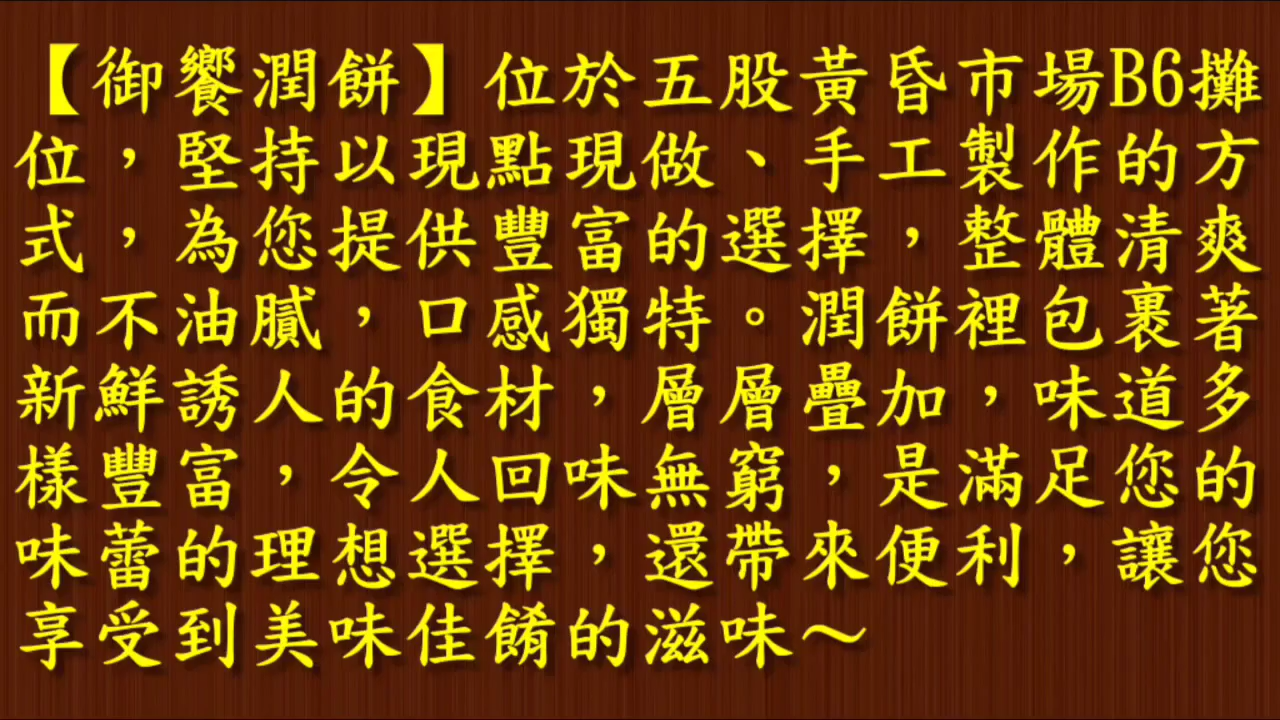 【御饗潤餅】位於五股黃昏市場B6攤
位，堅持以現點現做、手工製作的方
式，為您提供豐富的選擇，整體清爽
而不油膩，口感獨特。潤餅裡包裹著
新鮮誘人的食材，層層疊加，味道多
樣豐富，令人回味無窮，是滿足您的
味蕾的理想選擇，還帶來便利，讓您
享受到美味佳餚的滋味～